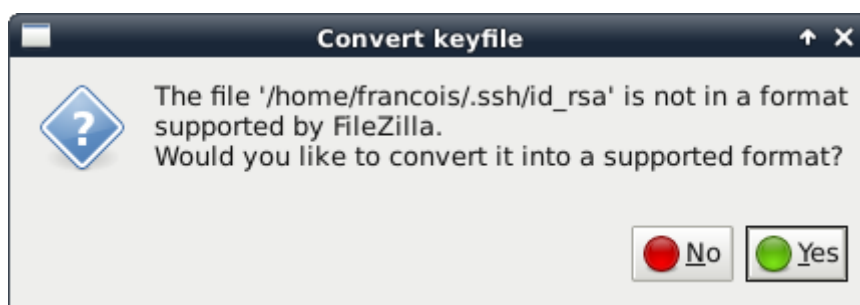 Convert keyfile
The file '/home/francois/.ssh/id_rsa' is not in a format
supported by FileZilla.
Would you like to convert it into a supported format?
No
Yes